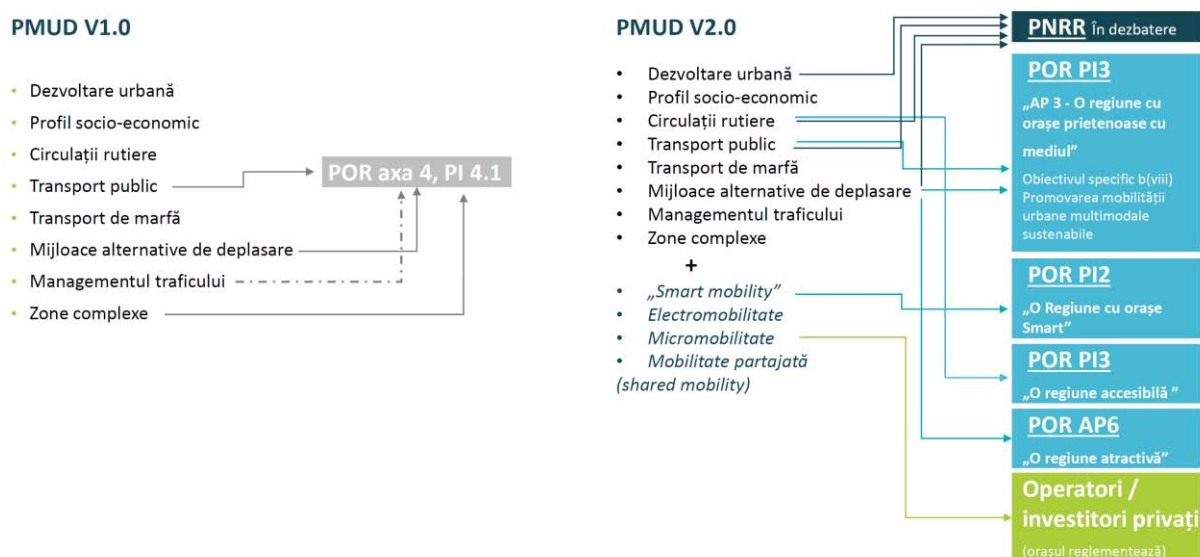 PMUD V1.0
• Dezvoltare urbană
• Profil socio-economic
• Circulații rutiere
• Transport public
• Transport de marfă
• Mijloace alternative de deplasare
• Managementul traficului
• Zone complexe
POR axa 4, PI 4.1
PMUD V2.0
• Dezvoltare urbană
• Profil socio-economic
• Circulații rutiere
• Transport public
• Transport de marfă
• Mijloace alternative de deplasare
• Managementul traficului
• Zone complexe
+
• „Smart mobility”
• Electromobilitate
• Micromobilitate
• Mobilitate partajată
(shared mobility)
PNRR În dezbatere
POR PI3
„AP 3 - O regiune cu
orașe prietenoase cu
mediul”
Obiectivul specific b(viii)
Promovarea mobilității
urbane multimodale
sustenabile
POR PI2
„O Regiune cu orașe
Smart”
POR PI3
„O regiune accesibilă ”
POR AP6
„O regiune atractivă”
Operatori /
investitori privați
(orașul reglementează)